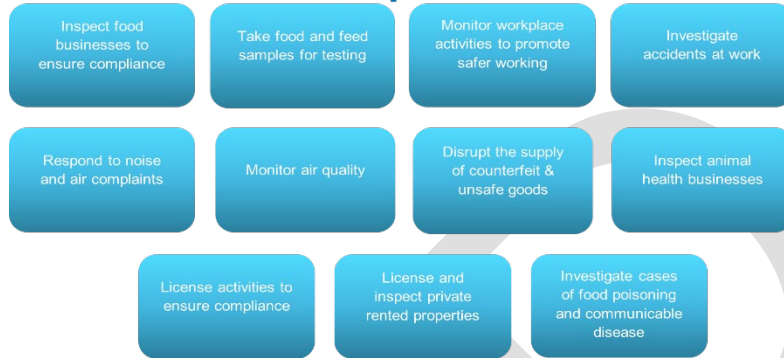 Inspect food
businesses to
ensure compliance
Take food and feed
samples for testing
Monitor workplace
activities to promote
safer working
Investigate
accidents at work
Respond to noise
and air complaints
Monitor air quality
Disrupt the supply
of counterfeit &
unsafe goods
Inspect animal
health businesses
License activities to
ensure compliance
License and
inspect private
rented properties
Investigate cases
of food poisoning
and communicable
disease